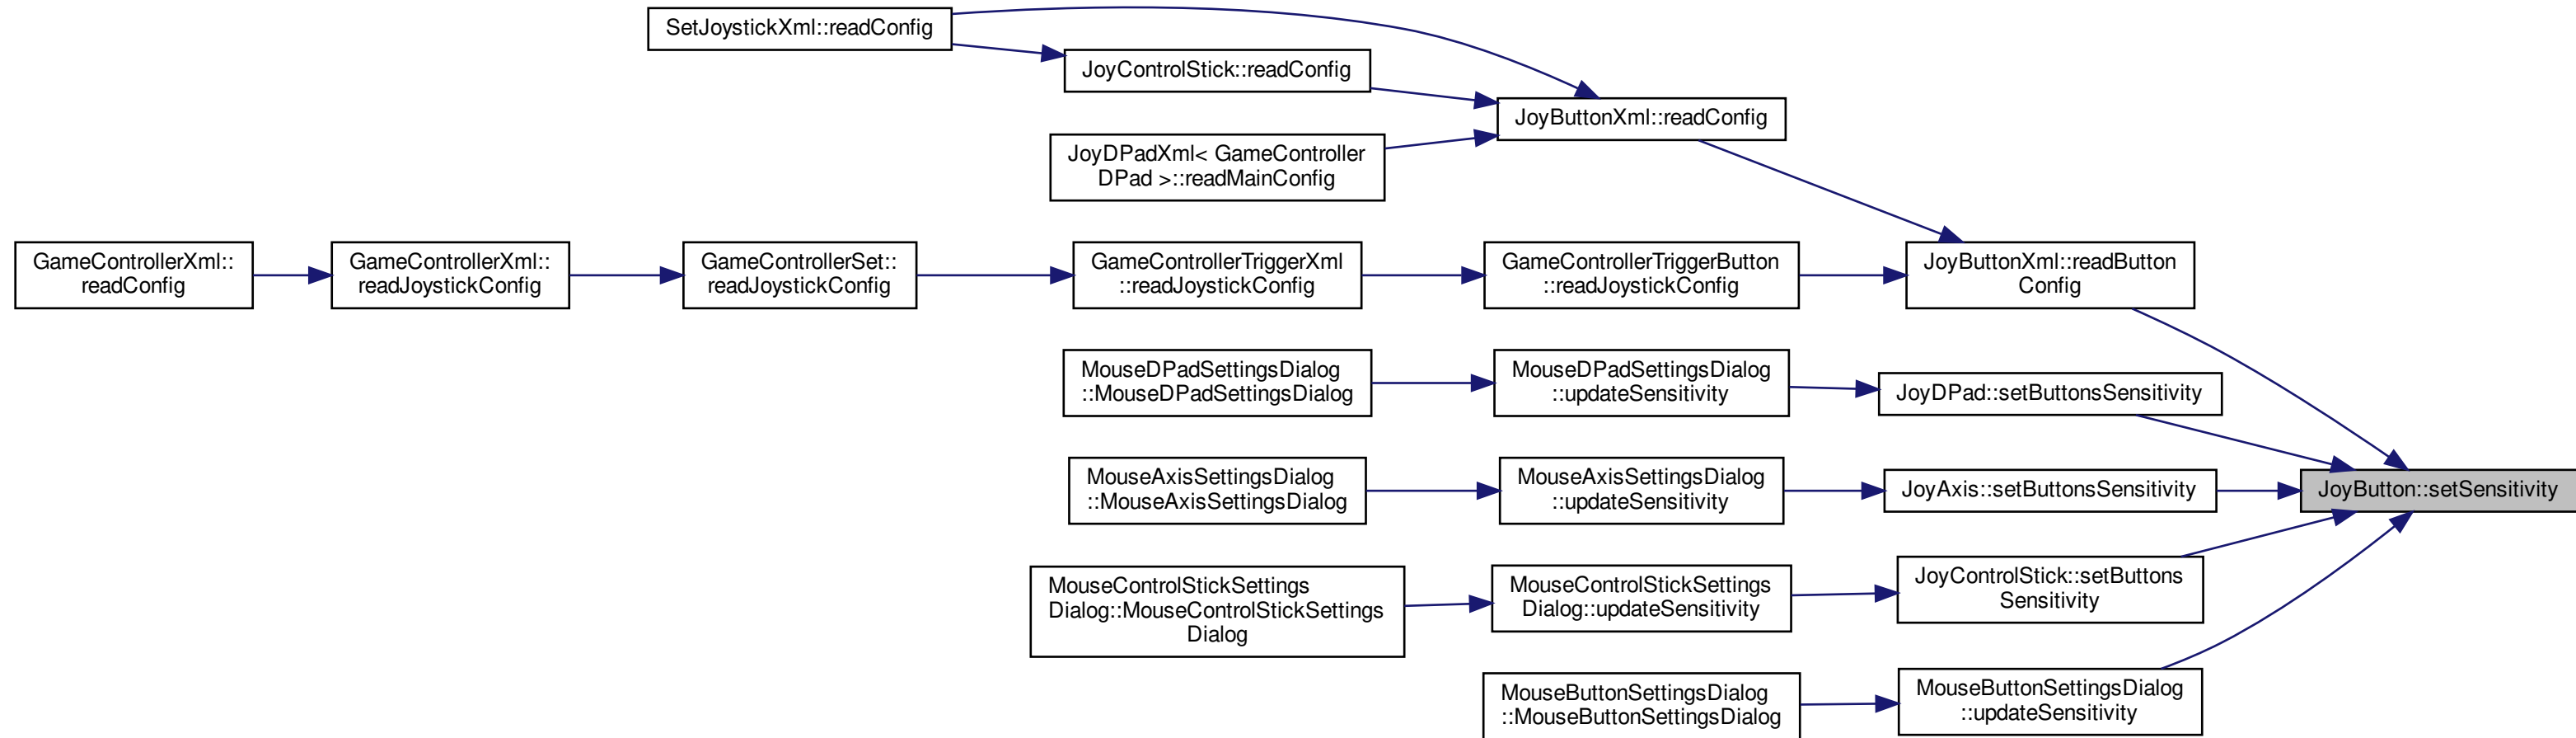 SetJoystickXml::readConfig
JoyControlStick::readConfig
JoyButtonXml::readConfig
JoyDPadXml< GameController
DPad >::readMainConfig
GameControllerXml::
readConfig
GameControllerXml::
readJoystickConfig
GameControllerSet::
readJoystickConfig
GameControllerTriggerXml
::readJoystickConfig
GameControllerTriggerButton
::readJoystickConfig
JoyButtonXml::readButton
Config
MouseDPadSettingsDialog
::MouseDPadSettingsDialog
MouseDPadSettingsDialog
::updateSensitivity
JoyDPad::setButtonsSensitivity
MouseAxisSettingsDialog
::MouseAxisSettingsDialog
MouseAxisSettingsDialog
::updateSensitivity
JoyAxis::setButtonsSensitivity
JoyButton::setSensitivity
MouseControlStickSettings
Dialog::MouseControlStickSettings
Dialog
MouseControlStickSettings
Dialog::updateSensitivity
JoyControlStick::setButtons
Sensitivity
MouseButtonSettingsDialog
::MouseButtonSettingsDialog
MouseButtonSettingsDialog
::updateSensitivity